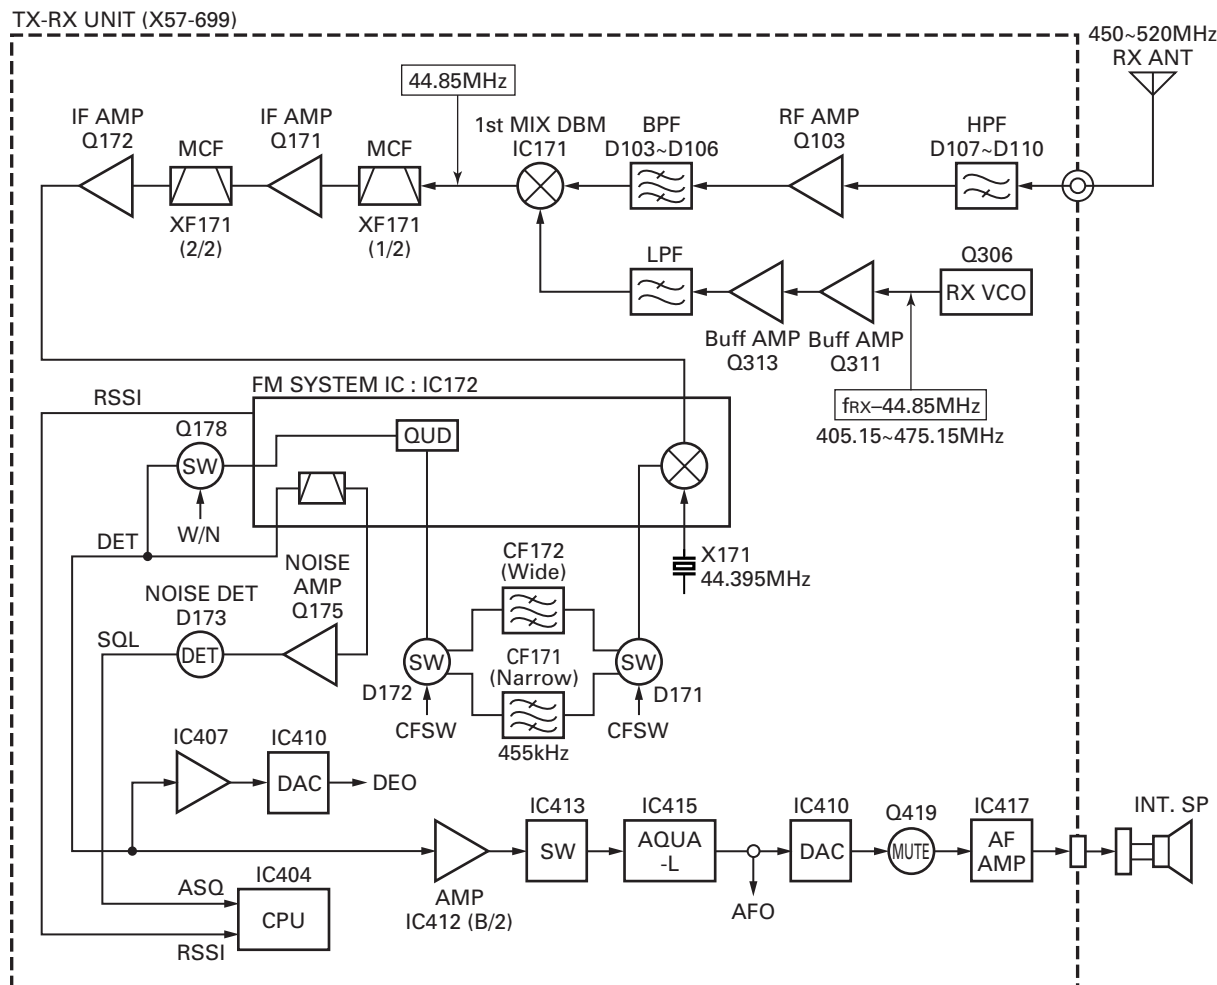 TX-RX UNIT (X57-699)
450~520MHz
RX ANT
44.85MHz
IF AMP
Q172
MCF
XF171
(2/2)
IF AMP
Q171
MCF
XF171
(1/2)
1st MIX DBM
IC171
BPF
D103~D106
RF AMP
Q103
HPF
D107~D110
LPF
Buff AMP
Q313
Buff AMP
Q311
Q306
RX VCO
fRX–44.85MHz
405.15~475.15MHz
FM SYSTEM IC : IC172
RSSI
Q178
SW
W/N
QUD
DET
X171
44.395MHz
NOISE
AMP
Q175
NOISE DET
D173
DET
SQL
CF172
(Wide)
CF171
(Narrow)
455kHz
SW
D172
CFSW
SW
D171
CFSW
IC407
IC410
DAC
DEO
AMP
IC412 (B/2)
IC413
SW
IC415
AQUA
-L
AFO
IC410
DAC
Q419
MUTE
IC417
AF
AMP
INT. SP
ASQ
RSSI
IC404
CPU